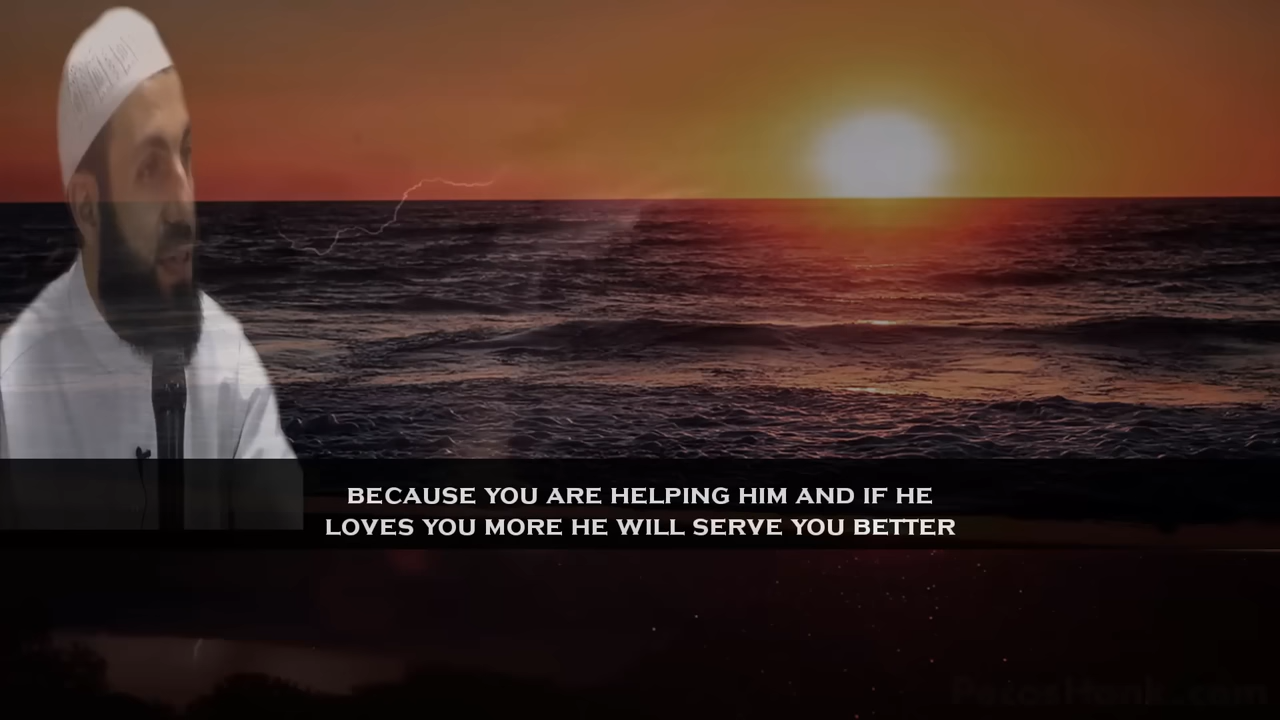 BECAUSE YOU ARE HELPING HIM AND IF HE
LOVES YOU MORE HE WILL SERVE YOU BETTER